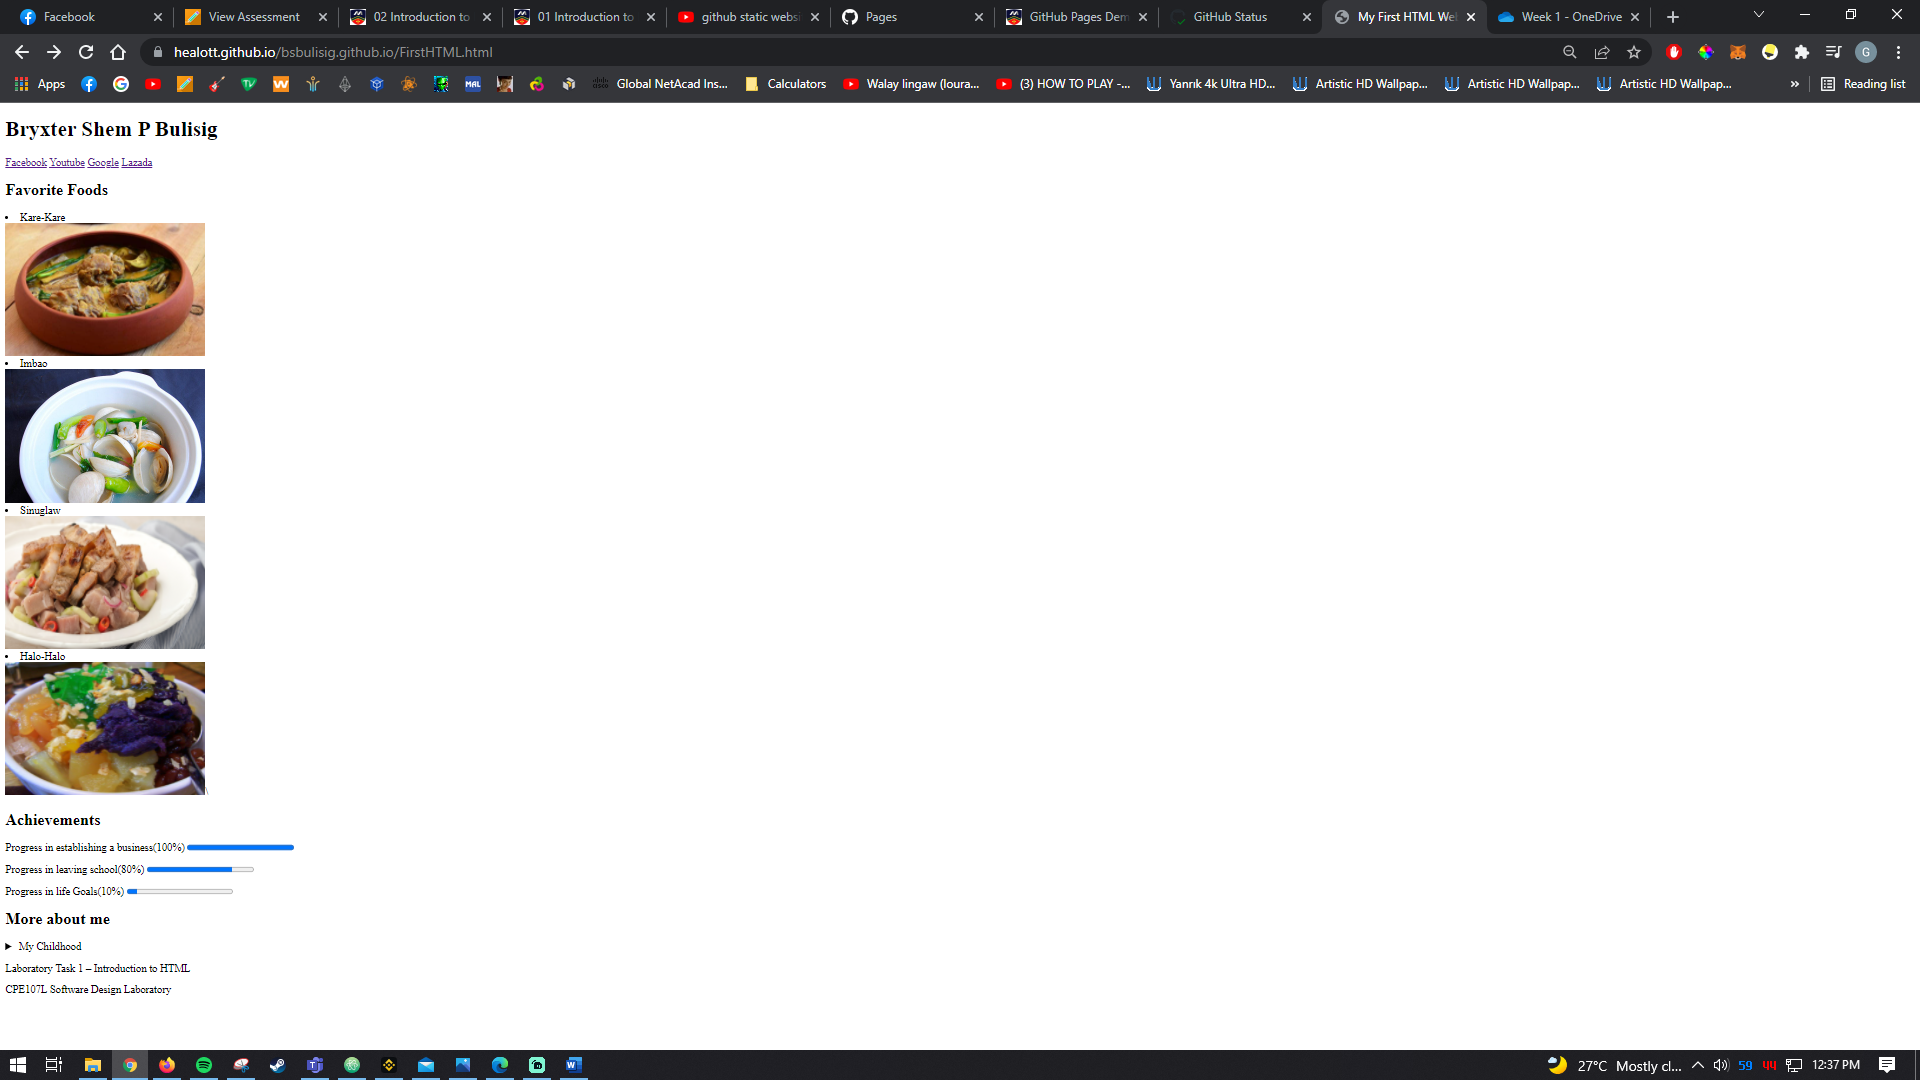 Facebook
View Assessment
02 Introduction to
01 Introduction to
github static websi
Pages
GitHub Pages Dem
GitHub Status
My First HTML Wel
Week 1 - OneDrive
healott.github.io/bsbulisig.github.io/FirstHTML.html
G
Apps
TV
MAL
cisco
Global NetAcad Ins...
Calculators
Walay lingaw (loura...
(3) HOW TO PLAY -...
Yanrık 4k Ultra HD...
Artistic HD Wallpap...
Artistic HD Wallpap...
Artistic HD Wallpap...
»
Reading list
Bryxter Shem P Bulisig
Facebook Youtube Google Lazada
Favorite Foods
• Kare-Kare
• Imbao
• Sinuglaw
• Halo-Halo
\
Achievements
Progress in establishing a business(100%)
Progress in leaving school(80%)
Progress in life Goals(10%)
More about me
My Childhood
Laboratory Task 1 – Introduction to HTML
CPE107L Software Design Laboratory
27°C Mostly cl...
59
44
12:37 PM